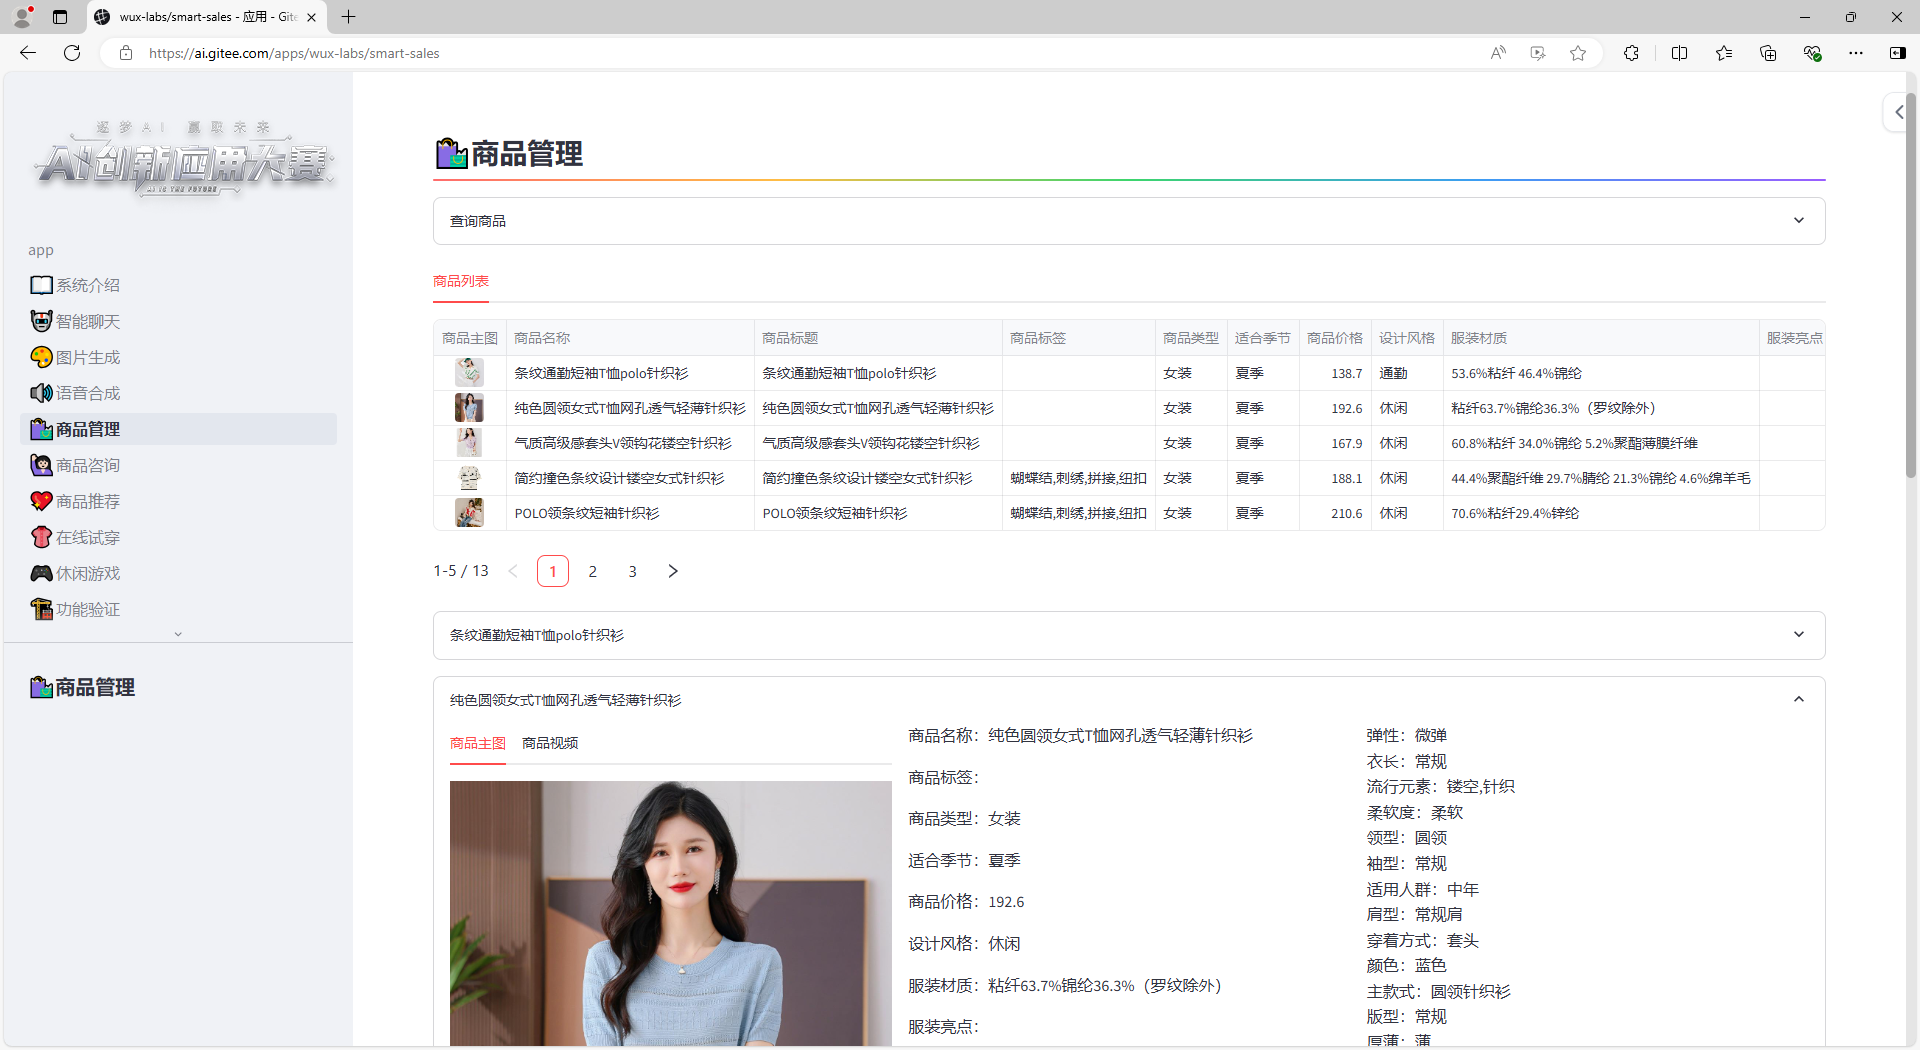 wux-labs/smart-sales - 应用 - Gite
https://ai.gitee.com/apps/wux-labs/smart-sales
逐梦AI 赢取未来
AI创新应用大赛
AI IS THE FUTURE
app
系统介绍
智能聊天
图片生成
语音合成
商品管理
商品咨询
商品推荐
在线试穿
休闲游戏
功能验证
商品管理
商品管理
查询商品
商品列表
商品主图 商品名称 商品标题 商品标签 商品类型 适合季节 商品价格 设计风格 服装材质 服装亮点
条纹通勤短袖T恤polo针织衫 条纹通勤短袖T恤polo针织衫 女装 夏季 138.7 通勤 53.6%粘纤 46.4%锦纶
纯色圆领女式T恤网孔透气轻薄针织衫 纯色圆领女式T恤网孔透气轻薄针织衫 女装 夏季 192.6 休闲 粘纤63.7%锦纶36.3%（罗纹除外）
气质高级感套头V领钩花镂空针织衫 气质高级感套头V领钩花镂空针织衫 女装 夏季 167.9 休闲 60.8%粘纤 34.0%锦纶 5.2%聚酯薄膜纤维
简约撞色条纹设计镂空女式针织衫 简约撞色条纹设计镂空女式针织衫 蝴蝶结,刺绣,拼接,纽扣 女装 夏季 188.1 休闲 44.4%聚酯纤维 29.7%腈纶 21.3%锦纶 4.6%绵羊毛
POLO领条纹短袖针织衫 POLO领条纹短袖针织衫 蝴蝶结,刺绣,拼接,纽扣 女装 夏季 210.6 休闲 70.6%粘纤29.4%锌纶
1-5 / 13 1 2 3
条纹通勤短袖T恤polo针织衫
纯色圆领女式T恤网孔透气轻薄针织衫
商品主图 商品视频
商品名称：纯色圆领女式T恤网孔透气轻薄针织衫
商品标签：
商品类型：女装
适合季节：夏季
商品价格：192.6
设计风格：休闲
服装材质：粘纤63.7%锦纶36.3%（罗纹除外）
服装亮点：
弹性：微弹
衣长：常规
流行元素：镂空,针织
柔软度：柔软
领型：圆领
袖型：常规
适用人群：中年
肩型：常规肩
穿着方式：套头
颜色：蓝色
主款式：圆领针织衫
版型：常规
厚薄：薄